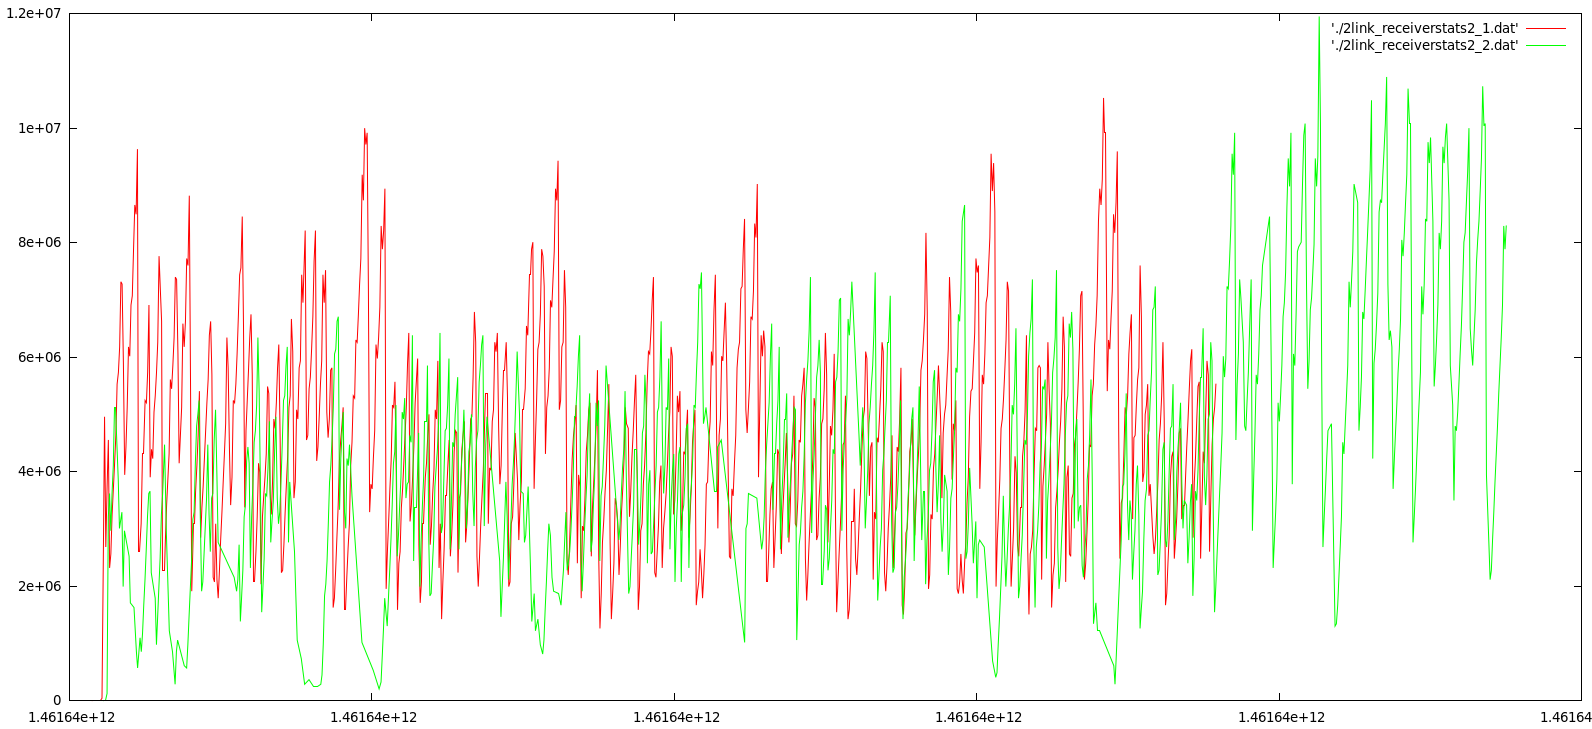 1.2e+07
'./2link_receiverstats2_1.dat'
'./2link_receiverstats2_2.dat'
1e+07
8e+06
6e+06
4e+06
2e+06
0
1.46164e+12 1.46164e+12 1.46164e+12 1.46164e+12 1.46164e+12 1.46164